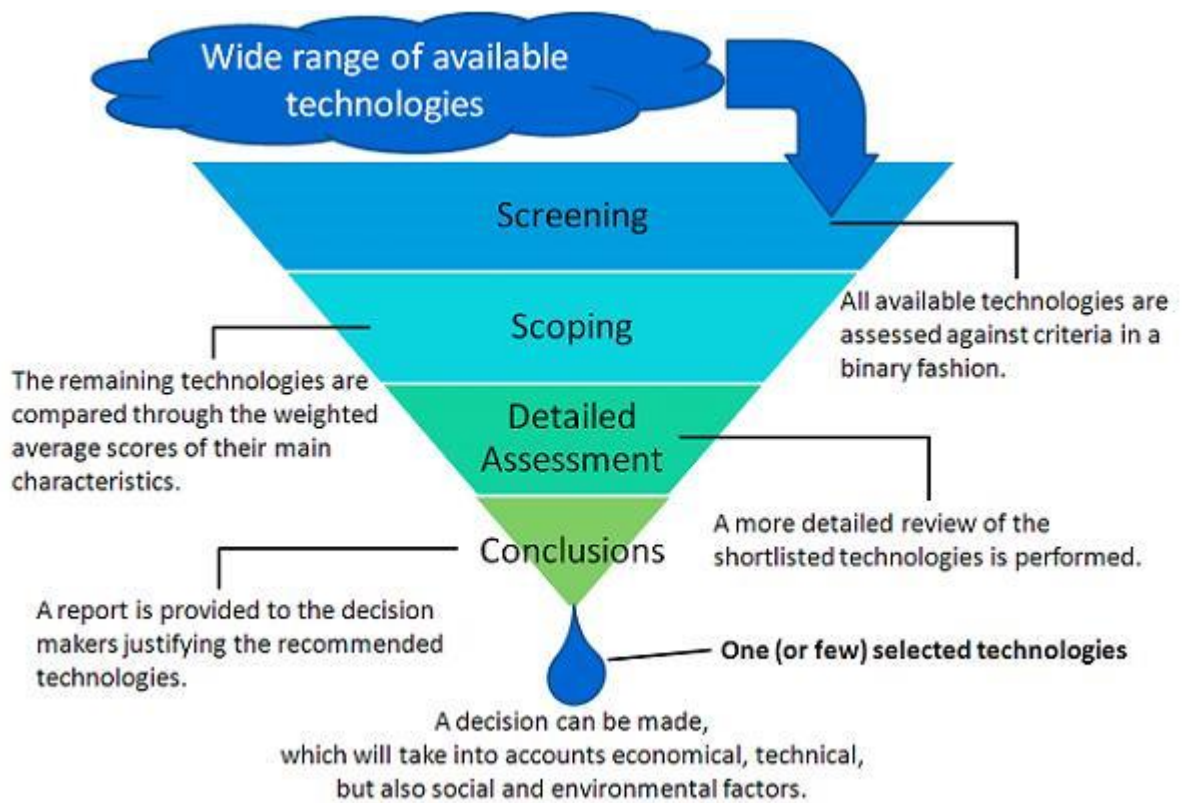 Wide range of available
technologies
Screening
All available technologies are
assessed against criteria in a
binary fashion.
Scoping
The remaining technologies are
compared through the weighted
average scores of their main
characteristics.
Detailed
Assessment
A more detailed review of the
shortlisted technologies is performed.
Conclusions
A report is provided to the decision
makers justifying the recommended
technologies.
One (or few) selected technologies
A decision can be made,
which will take into accounts economical, technical,
but also social and environmental factors.